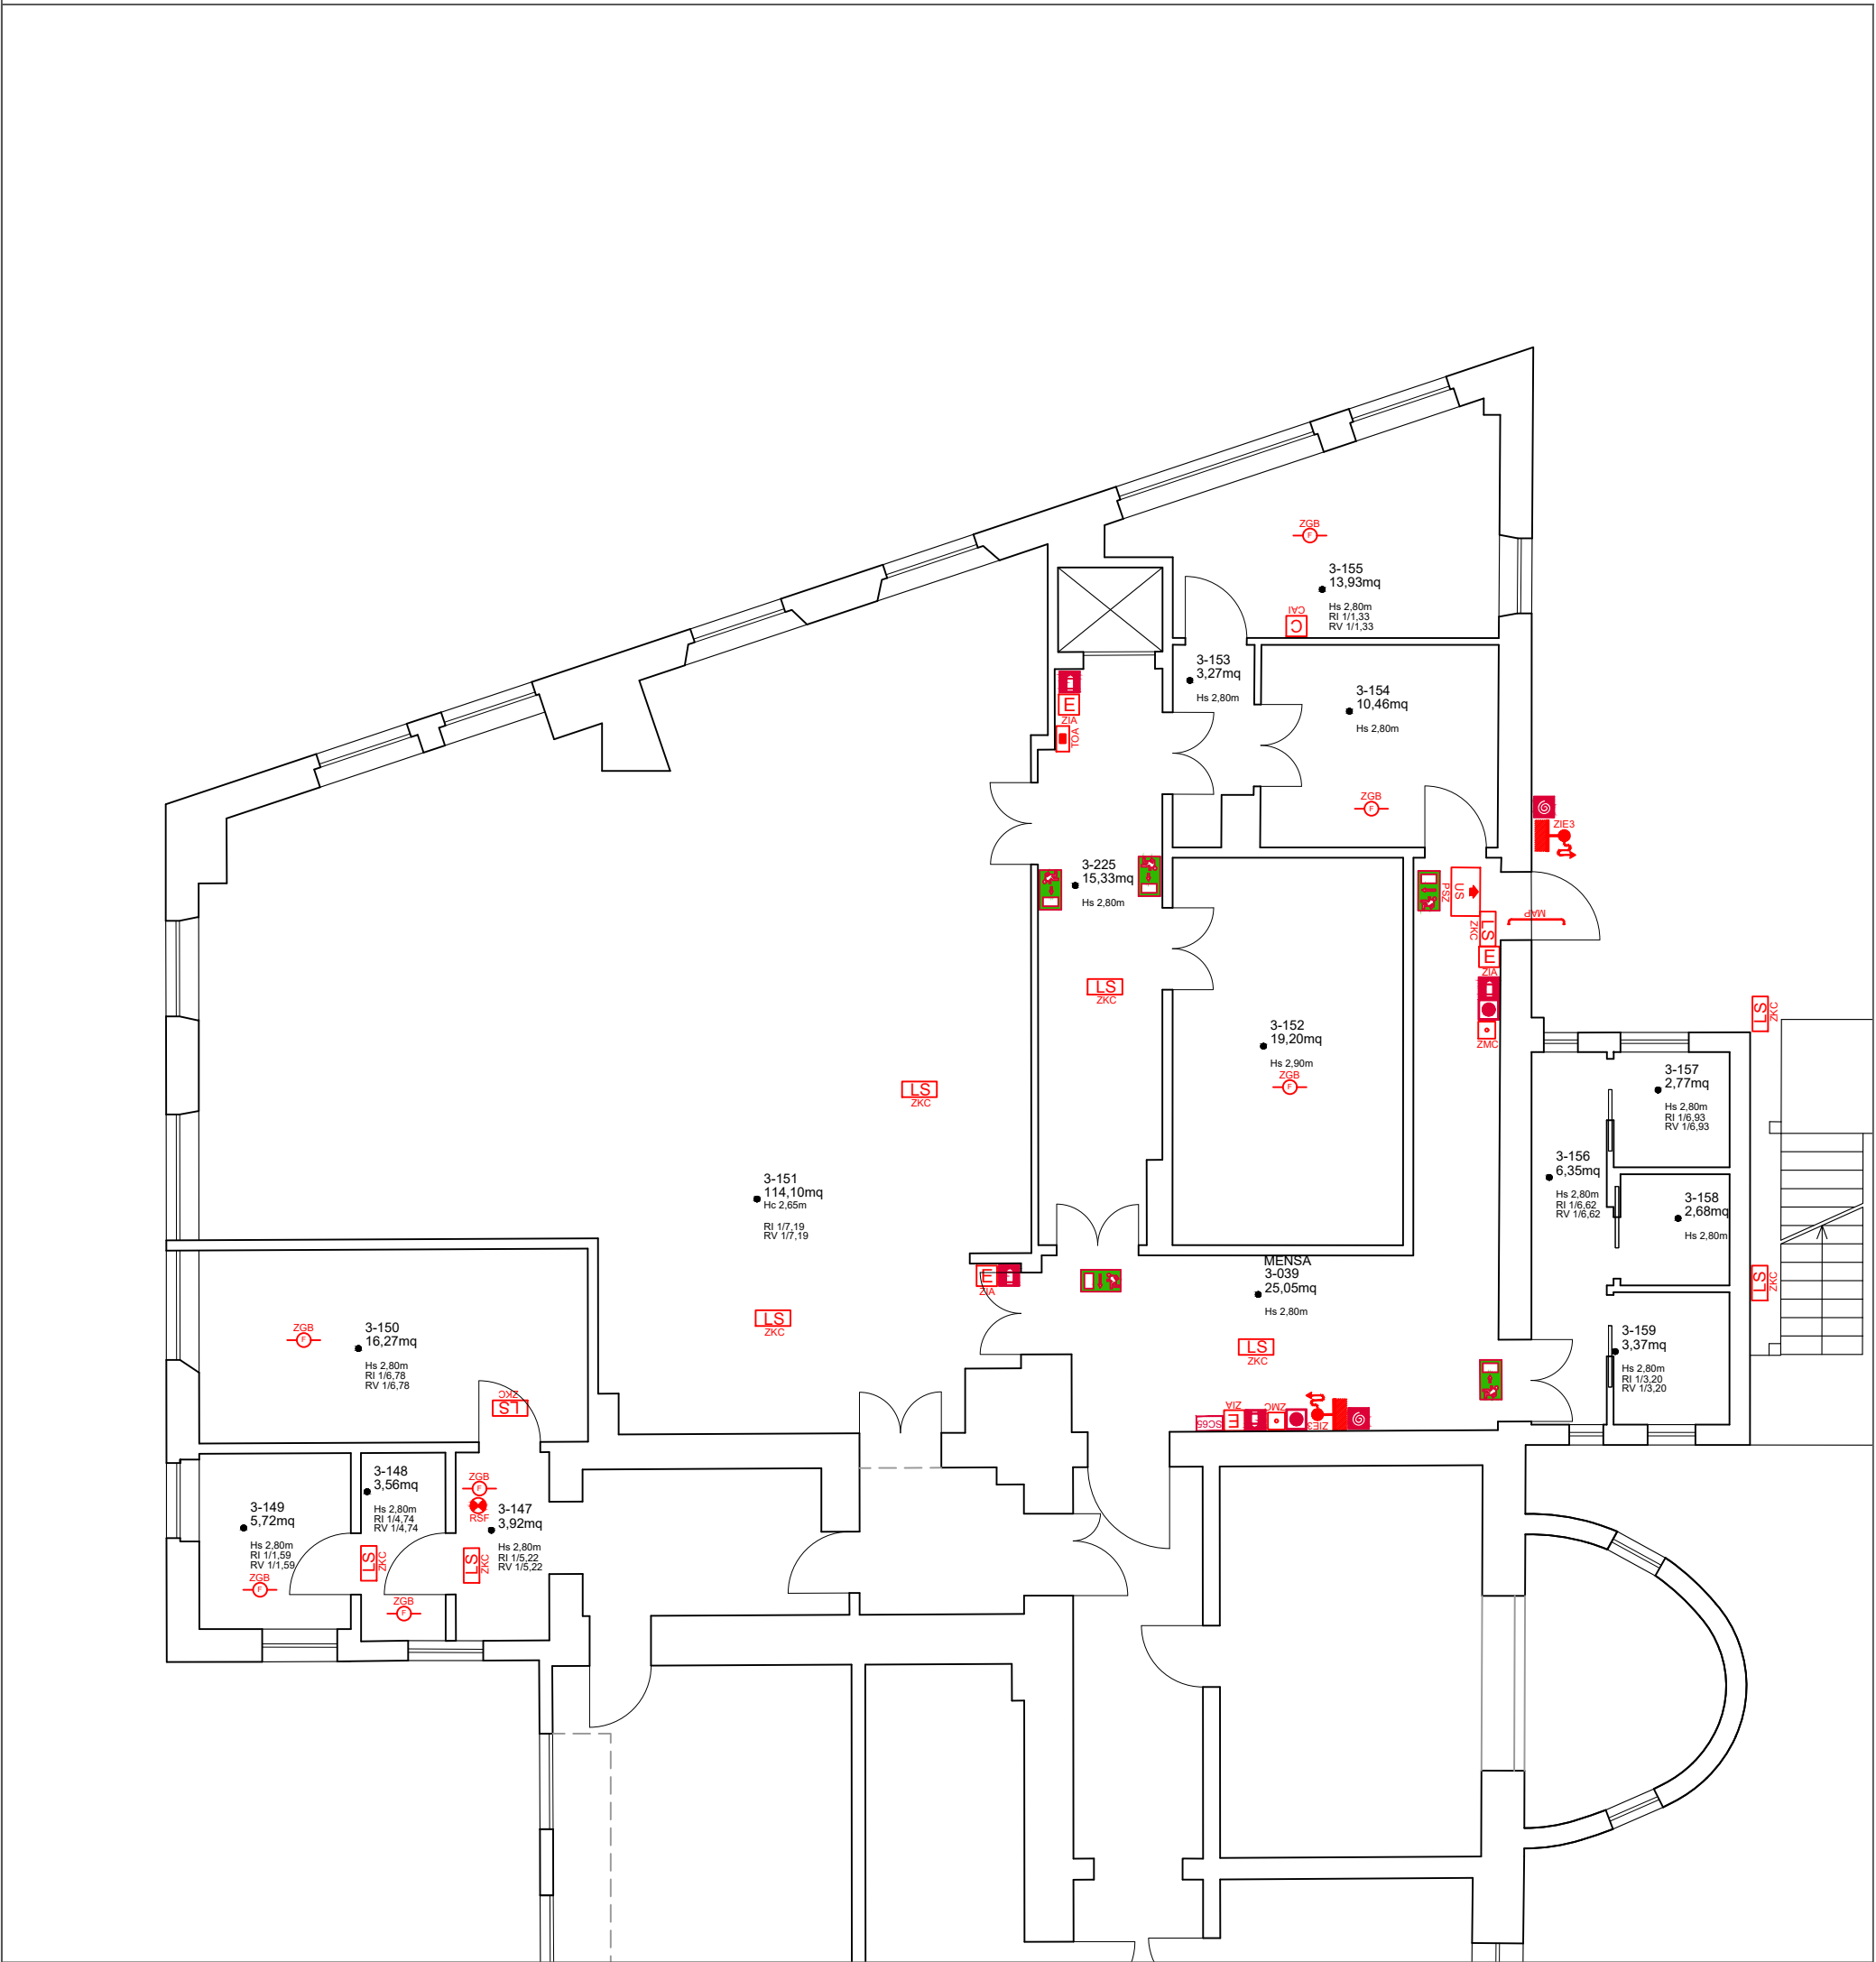 ZGB
F
3-155
13,93mq
Hs 2,80m
RI 1/1,33
RV 1/1,33
CAI
C
3-153
3,27mq
Hs 2,80m
3-154
10,46mq
Hs 2,80m
ZGB
F
E
ZIA
TOA
ZIE3
3-225
15,33mq
Hs 2,80m
PSZ
US
MAP
ZKC
LS
E
ZIA
ZMC
LS
ZKC
LS
ZKC
3-152
19,20mq
Hs 2,90m
ZGB
F
LS
ZKC
3-157
2,77mq
Hs 2,80m
RI 1/6,93
RV 1/6,93
3-156
6,35mq
Hs 2,80m
RI 1/6,62
RV 1/6,62
3-158
2,68mq
Hs 2,80m
3-151
114,10mq
Hc 2,65m
RI 1/7,19
RV 1/7,19
E
ZIA
MENSA
3-039
25,05mq
Hs 2,80m
LS
ZKC
LS
ZKC
LS
ZKC
3-159
3,37mq
Hs 2,80m
RI 1/3,20
RV 1/3,20
ZGB
F
3-150
16,27mq
Hs 2,80m
RI 1/6,78
RV 1/6,78
ZKC
LS
SC65
ZIA
E
ZMC
ZIE3
3-149
5,72mq
Hs 2,80m
RI 1/1,59
RV 1/1,59
ZGB
F
3-148
3,56mq
Hs 2,80m
RI 1/4,74
RV 1/4,74
LS
ZKC
ZGB
F
ZGB
F
RSF
3-147
3,92mq
Hs 2,80m
RI 1/5,22
RV 1/5,22
LS
ZKC